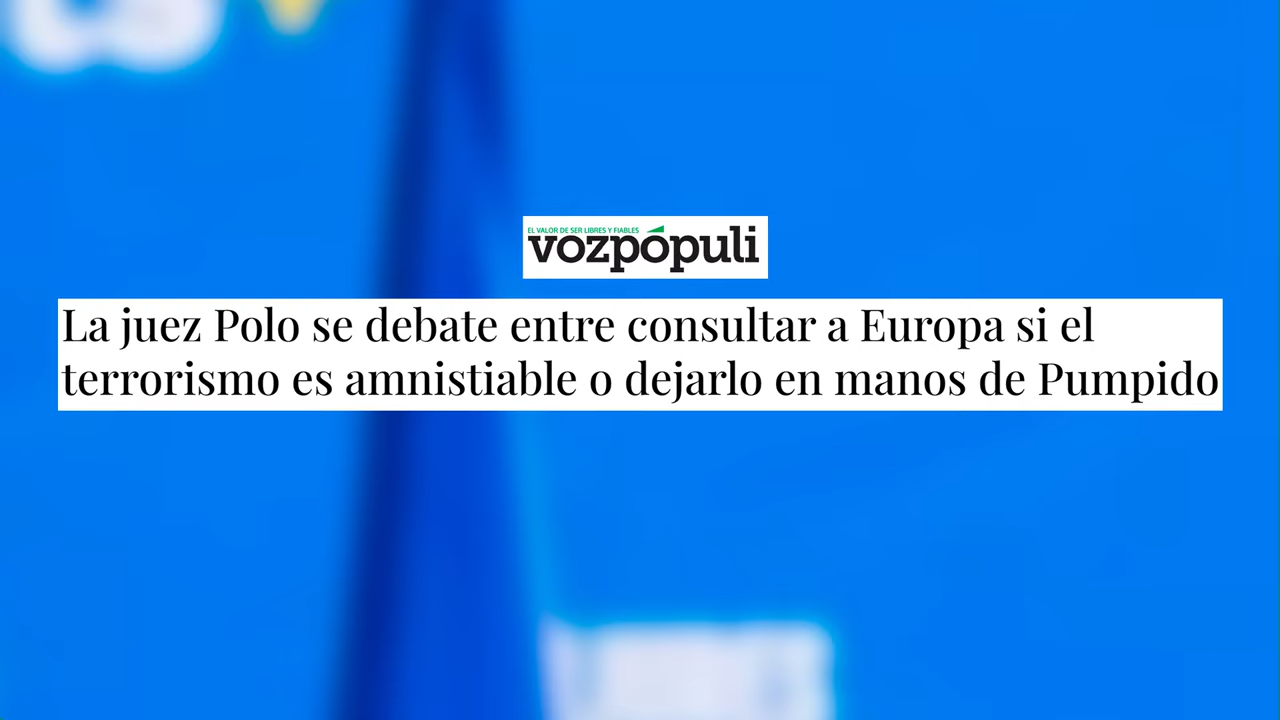 EL VALOR DE SER LIBRES Y FIABLES
vozpópuli
La juez Polo se debate entre consultar a Europa si el
terrorismo es amnistiable o dejarlo en manos de Pumpido